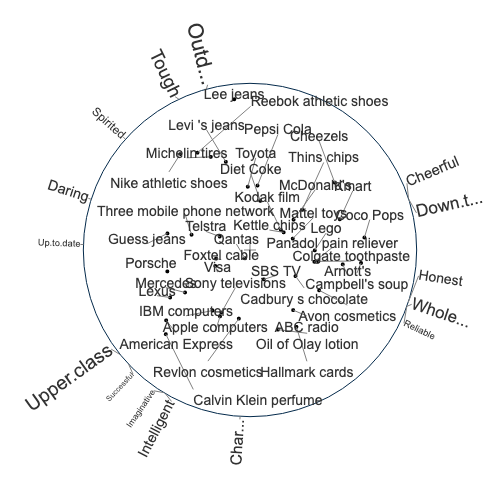 Outd...
Tough
Lee jeans
Reebok athletic shoes
Spirited
Levi 's jeans
Pepsi Cola
Cheezels
Michelin tires
Toyota
Thins chips
Diet Coke
Cheerful
Nike athletic shoes
McDonald's
Kmart
Daring
Kodak film
Down.t...
Three mobile phone network
Mattel toys
Coco Pops
Telstra
Kettle chips
Lego
Up.to.date
Guess jeans
Qantas
Panadol pain reliever
Foxtel cable
Colgate toothpaste
Porsche
Visa
SBS TV
Arnott's
Honest
Mercedes
Sony televisions
Campbell's soup
Lexus
Cadbury s chocolate
Whole...
IBM computers
Avon cosmetics
Reliable
Apple computers
ABC radio
American Express
Oil of Olay lotion
Upper.class
Successful
Revlon cosmetics
Hallmark cards
Imaginative
Calvin Klein perfume
Intelligent
Char...